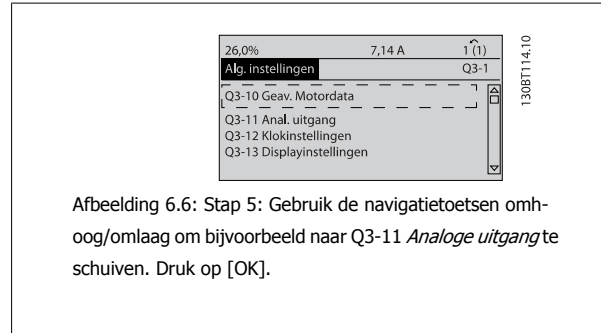 26,0% 7,14 A 1 (1)
Alg. instellingen Q3-1
Q3-10 Geav. Motordata
Q3-11 Anal. uitgang
Q3-12 Klokinstellingen
Q3-13 Displayinstellingen
130BT114.10
Afbeelding 6.6: Stap 5: Gebruik de navigatietoetsen omh-
oog/omlaag om bijvoorbeeld naar Q3-11 Analoge uitgang te
schuiven. Druk op [OK].